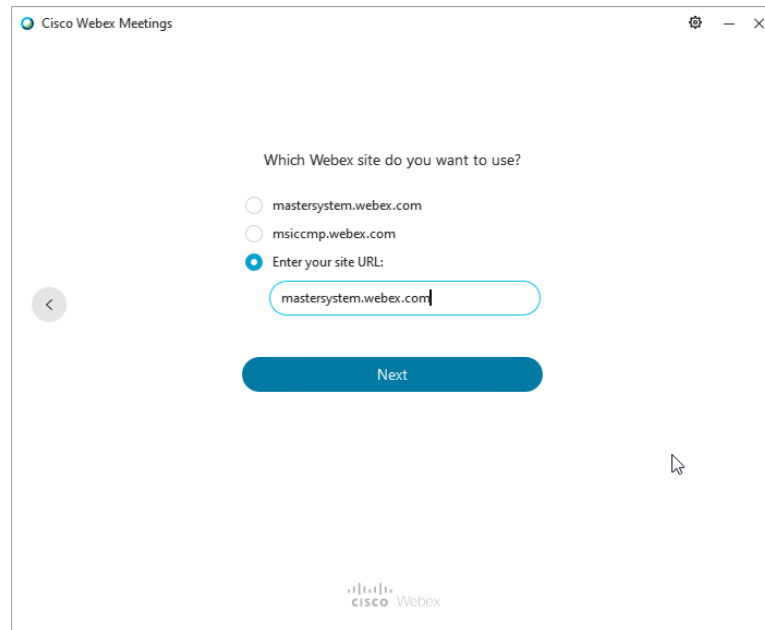 Cisco Webex Meetings
Which Webex site do you want to use?
mastersystem.webex.com
msiccmp.webex.com
Enter your site URL:
mastersystem.webex.com
Next
cisco Webex